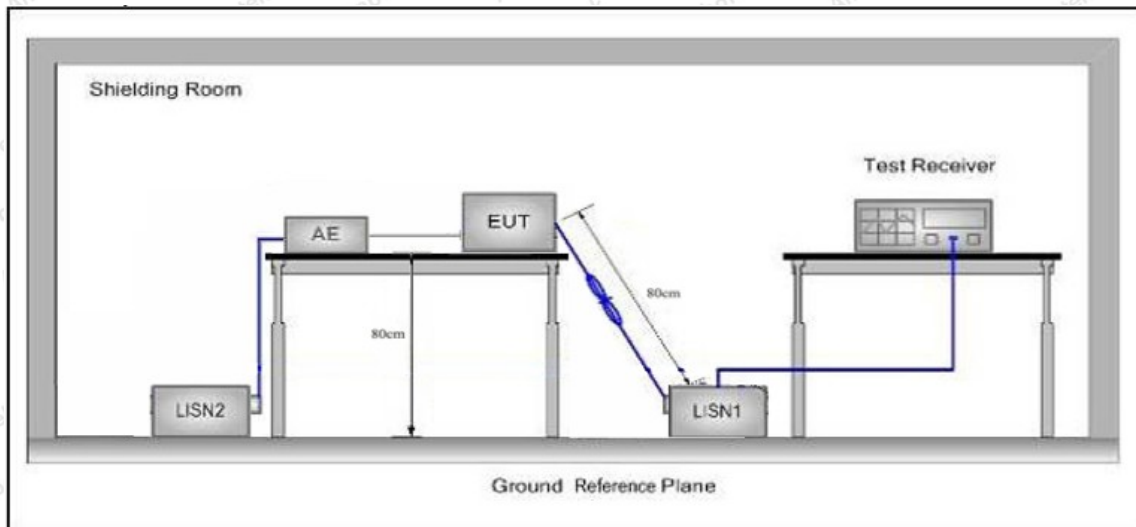 Shielding Room
Test Receiver
EUT
AE
80cm
80cm
LISN2
LISN1
Ground Reference Plane